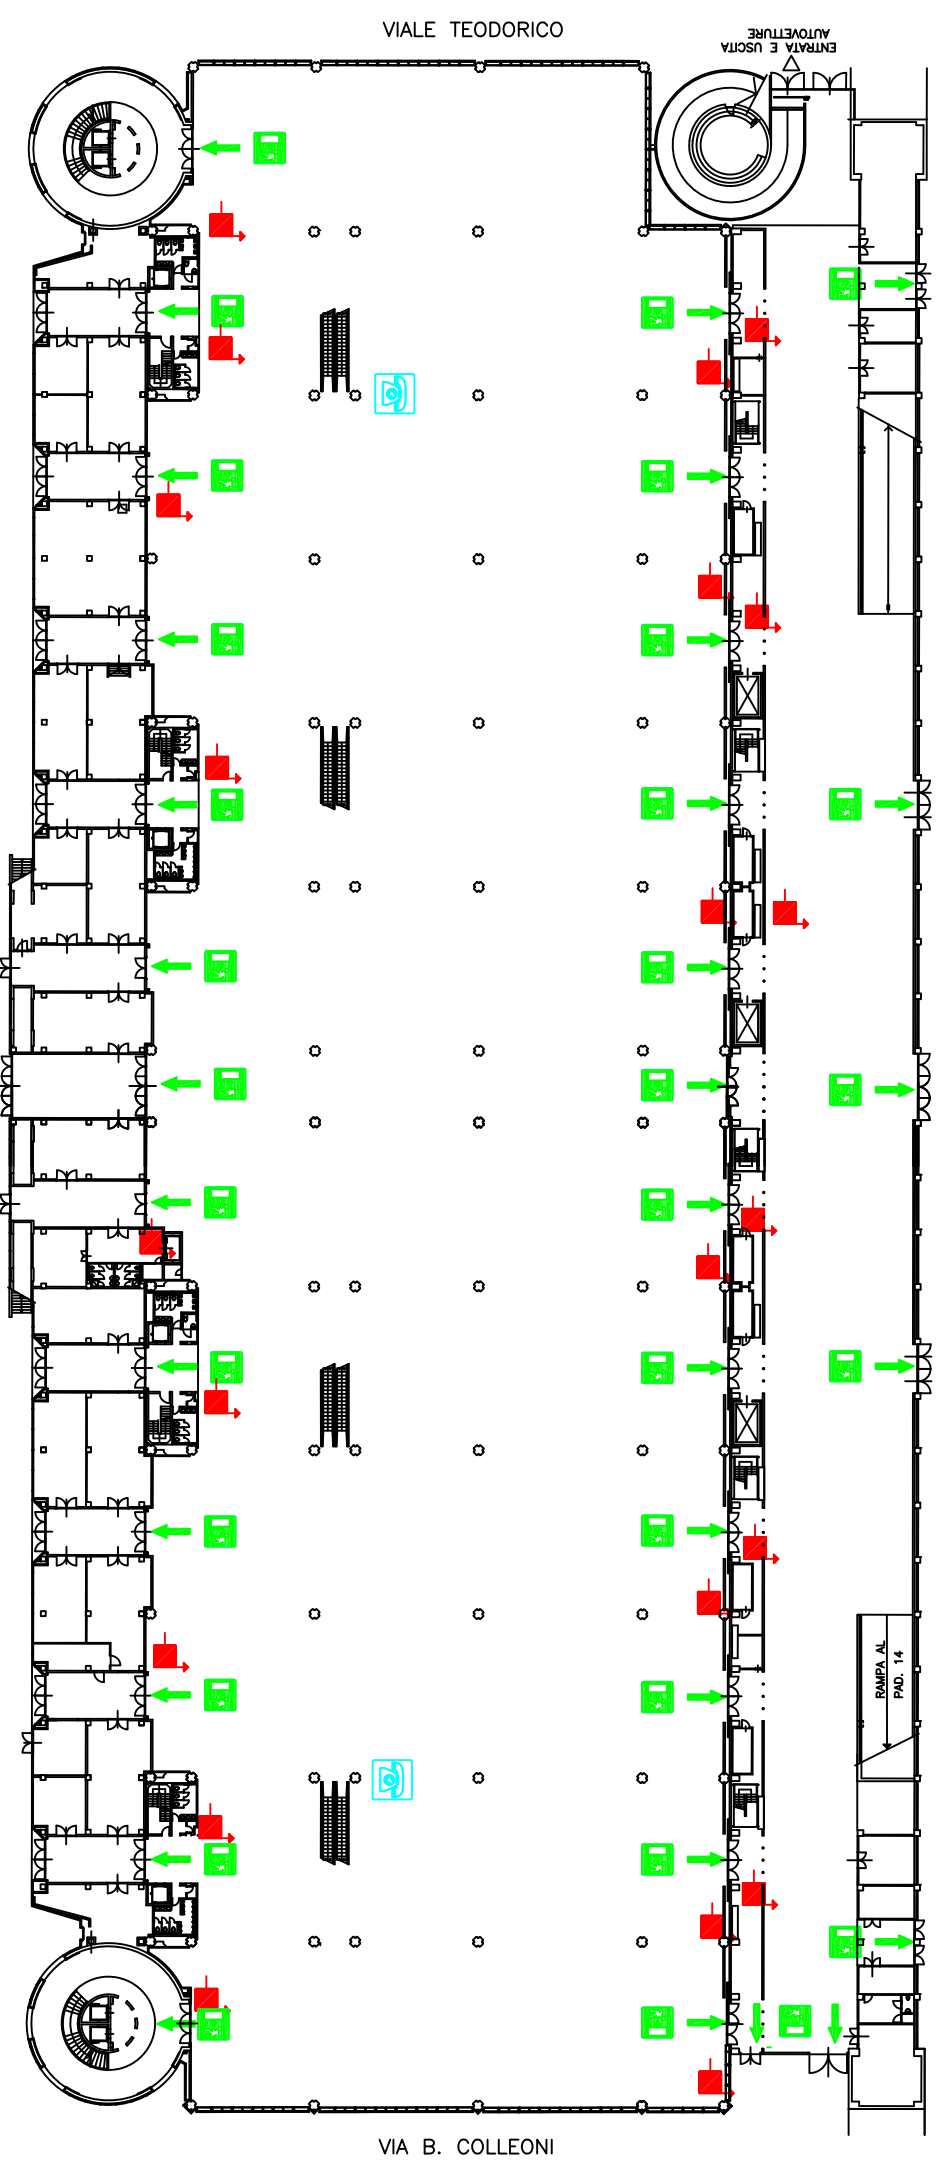 VIALE TEODORICO
ENTRATA E USCITA
AUTOVETTURE
RAMPA AL
PAD. 14
VIA B. COLLEONI